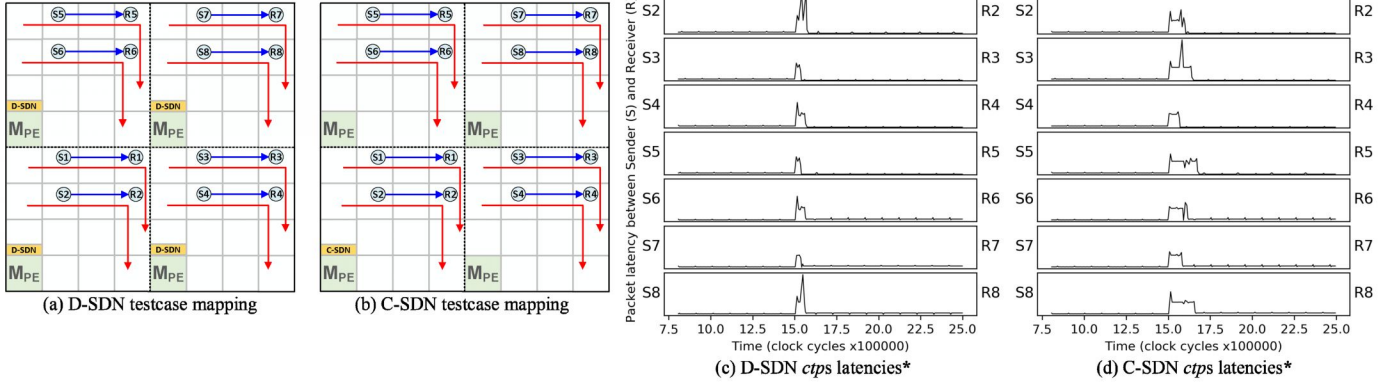 S5 R5 S7 R7
S6 R6 S8 R8
D-SDN D-SDN
MPE MPE
S1 R1 S3 R3
S2 R2 S4 R4
D-SDN D-SDN
MPE MPE
(a) D-SDN testcase mapping
S5 R5 S7 R7
S6 R6 S8 R8
MPE MPE
S1 R1 S3 R3
S2 R2 S4 R4
C-SDN
MPE MPE
(b) C-SDN testcase mapping
Packet latency between Sender (S) and Receiver (R
S2 R2
S3 R3
S4 R4
S5 R5
S6 R6
S7 R7
S8 R8
7.5 10.0 12.5 15.0 17.5 20.0 22.5 25.0
Time (clock cycles x100000)
(c) D-SDN ctps latencies*
S2 R2
S3 R3
S4 R4
S5 R5
S6 R6
S7 R7
S8 R8
7.5 10.0 12.5 15.0 17.5 20.0 22.5 25.0
Time (clock cycles x100000)
(d) C-SDN ctps latencies*